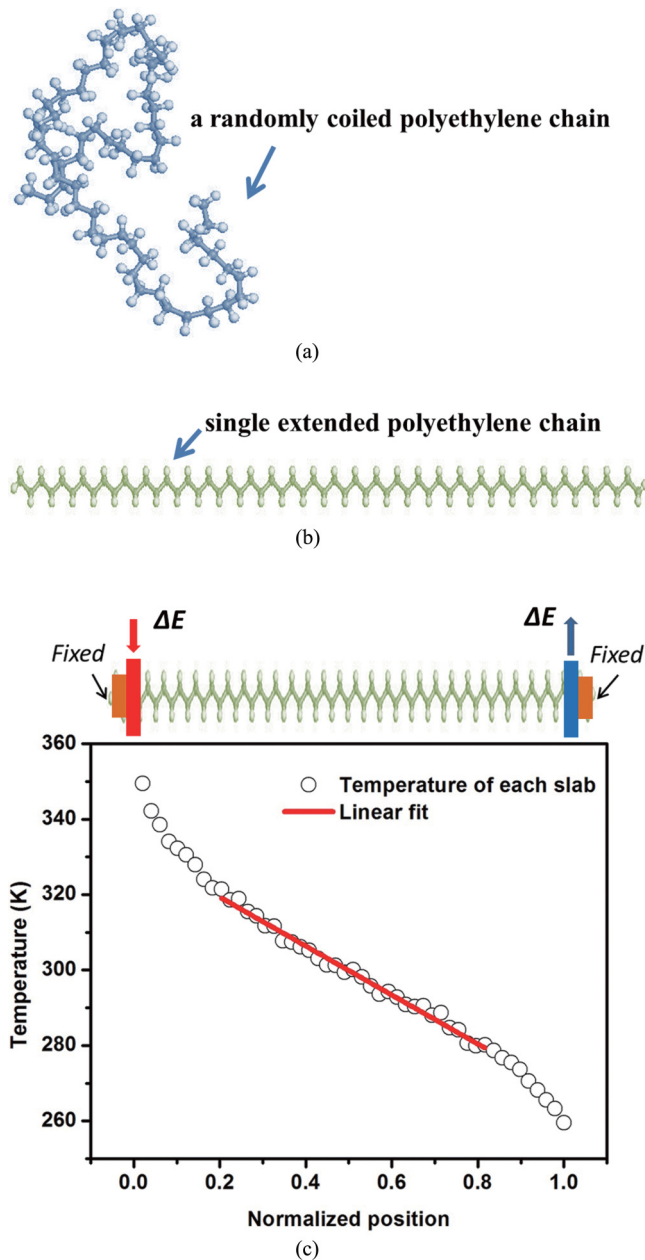 a randomly coiled polyethylene chain
(a)
single extended polyethylene chain
(b)
ΔE
ΔE
Fixed
Fixed
360
340
320
300
280
260
Temperature (K)
Temperature of each slab
Linear fit
0.0 0.2 0.4 0.6 0.8 1.0
Normalized position
(c)